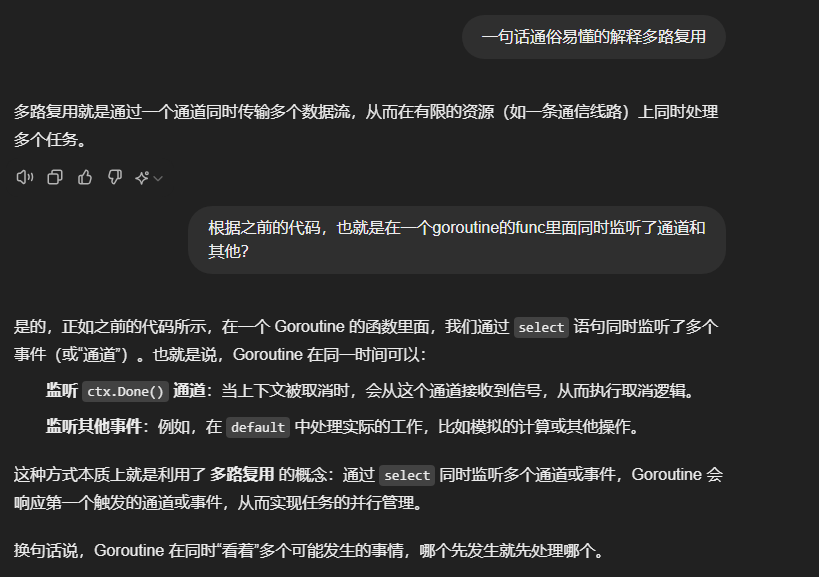 一句话通俗易懂的解释多路复用
多路复用就是通过一个通道同时传输多个数据流，从而在有限的资源（如一条通信线路）上同时处理
多个任务。
根据之前的代码，也就是在一个goroutine的func里面同时监听了通道和
其他？
是的，正如之前的代码所示，在一个 Goroutine 的函数里面，我们通过 select 语句同时监听了多个
事件（或“通道”）。也就是说，Goroutine 在同一时间可以：
监听 ctx.Done() 通道：当上下文被取消时，会从这个通道接收到信号，从而执行取消逻辑。
监听其他事件：例如，在 default 中处理实际的工作，比如模拟的计算或其他操作。
这种方式本质上就是利用了 多路复用 的概念：通过 select 同时监听多个通道或事件，Goroutine 会
响应第一个触发的通道或事件，从而实现任务的并行管理。
换句话说，Goroutine 在同时“看着”多个可能发生的事情，哪个先发生就先处理哪个。